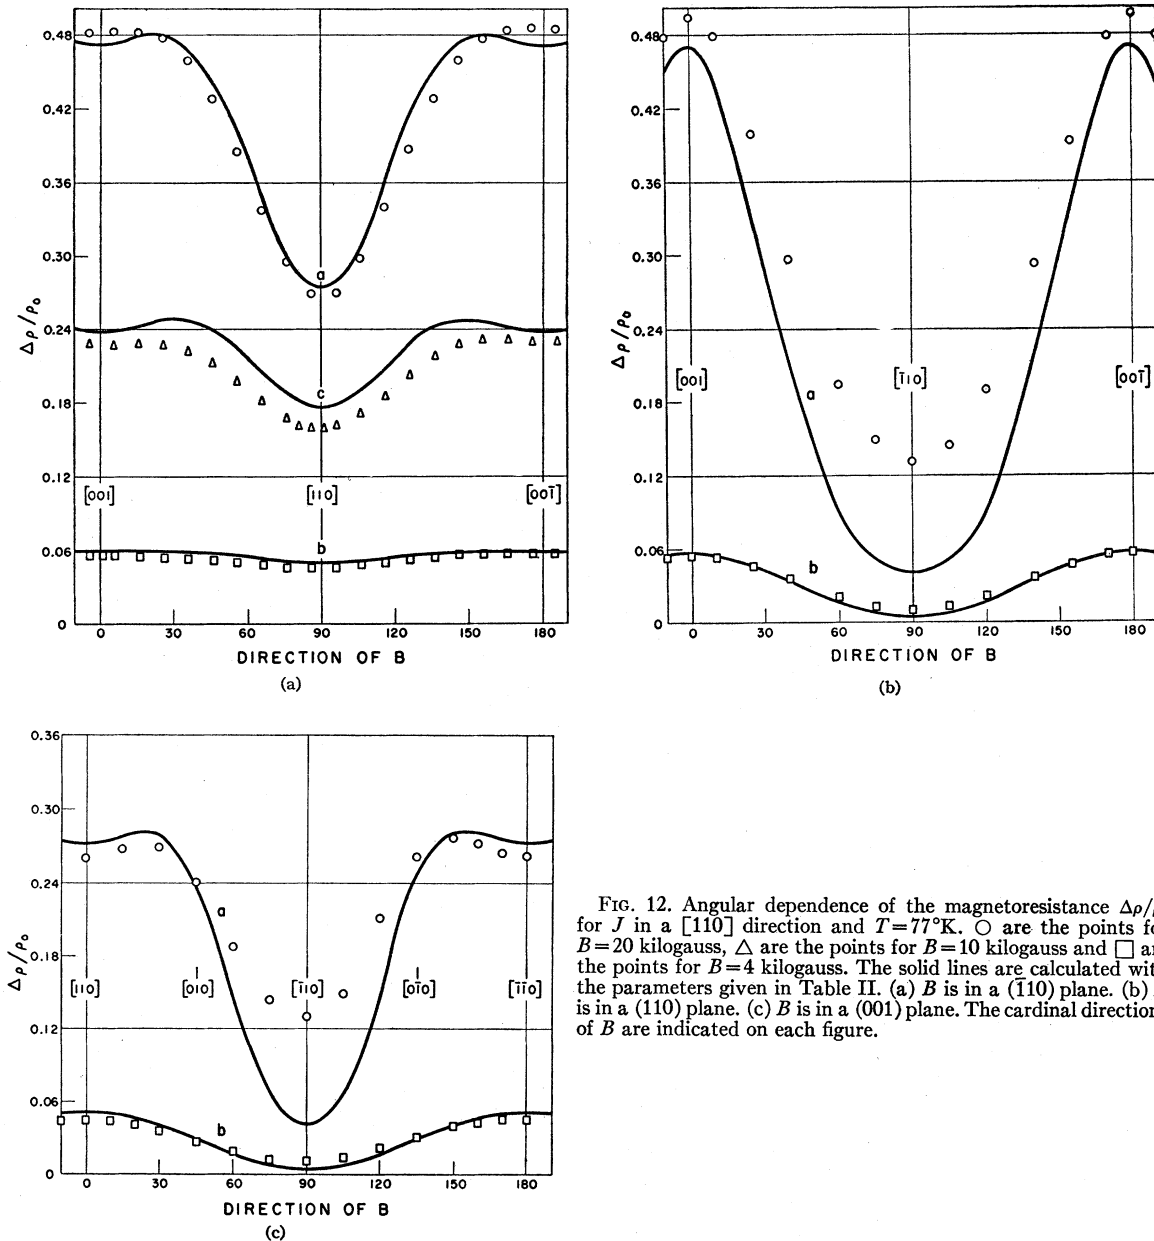 0.48
0.42
0.36
0.30
0.24
0.18
0.12
0.06
0
Δρ/ρ₀
a
c
b
[001]
[110]
[001̄]
0 30 60 90 120 150 180
DIRECTION OF B
(a)
0.48
0.42
0.36
0.30
0.24
0.18
0.12
0.06
0
Δρ/ρ₀
[001]
[1̄10]
[001̄]
a
b
0 30 60 90 120 150 180
DIRECTION OF B
(b)
0.36
0.30
0.24
0.18
0.12
0.06
0
Δρ/ρ₀
a
[110]
[010]
[1̄10]
[01̄0]
[1̄1̄0]
b
0 30 60 90 120 150 180
DIRECTION OF B
(c)
FIG. 12. Angular dependence of the magnetoresistance Δρ/
for J in a [110] direction and T=77°K. ○ are the points
B=20 kilogauss, △ are the points for B=10 kilogauss and □
the points for B=4 kilogauss. The solid lines are calculated
the parameters given in Table II. (a) B is in a (1̄10) plane. (b)
is in a (110) plane. (c) B is in a (001) plane. The cardinal direction
of B are indicated on each figure.